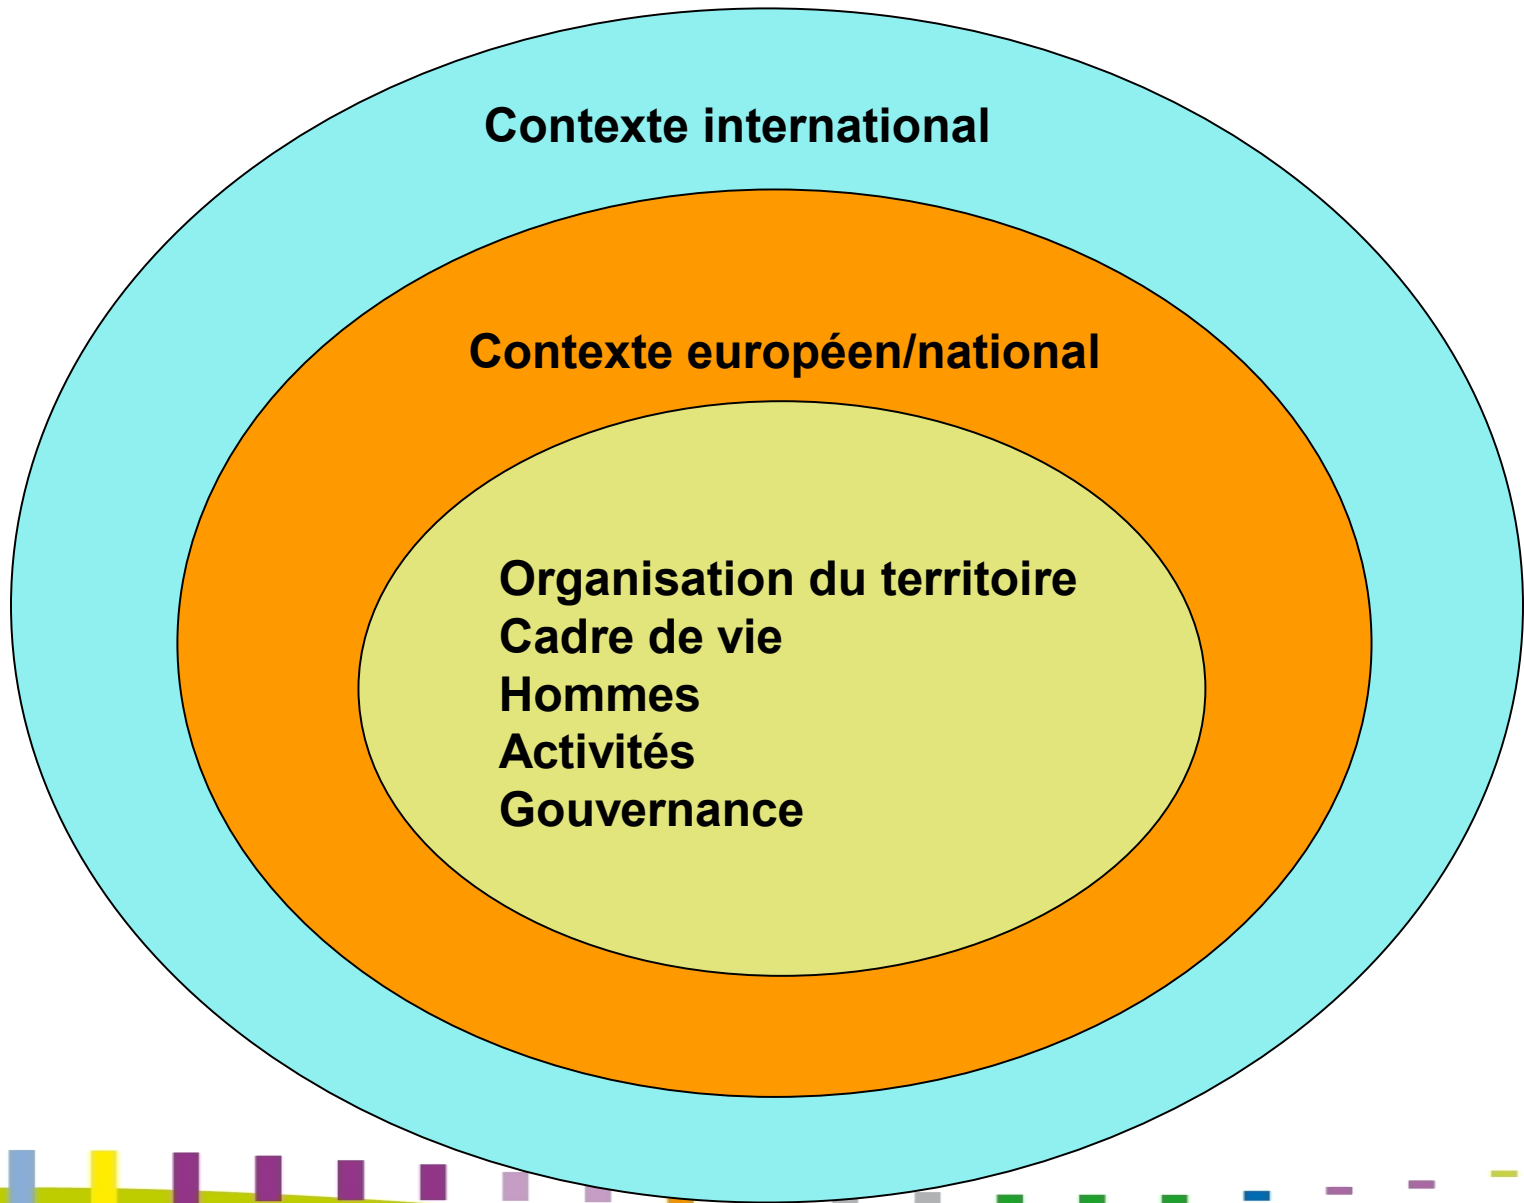 Contexte international
Contexte européen/national
Organisation du territoire
Cadre de vie
Hommes
Activités
Gouvernance